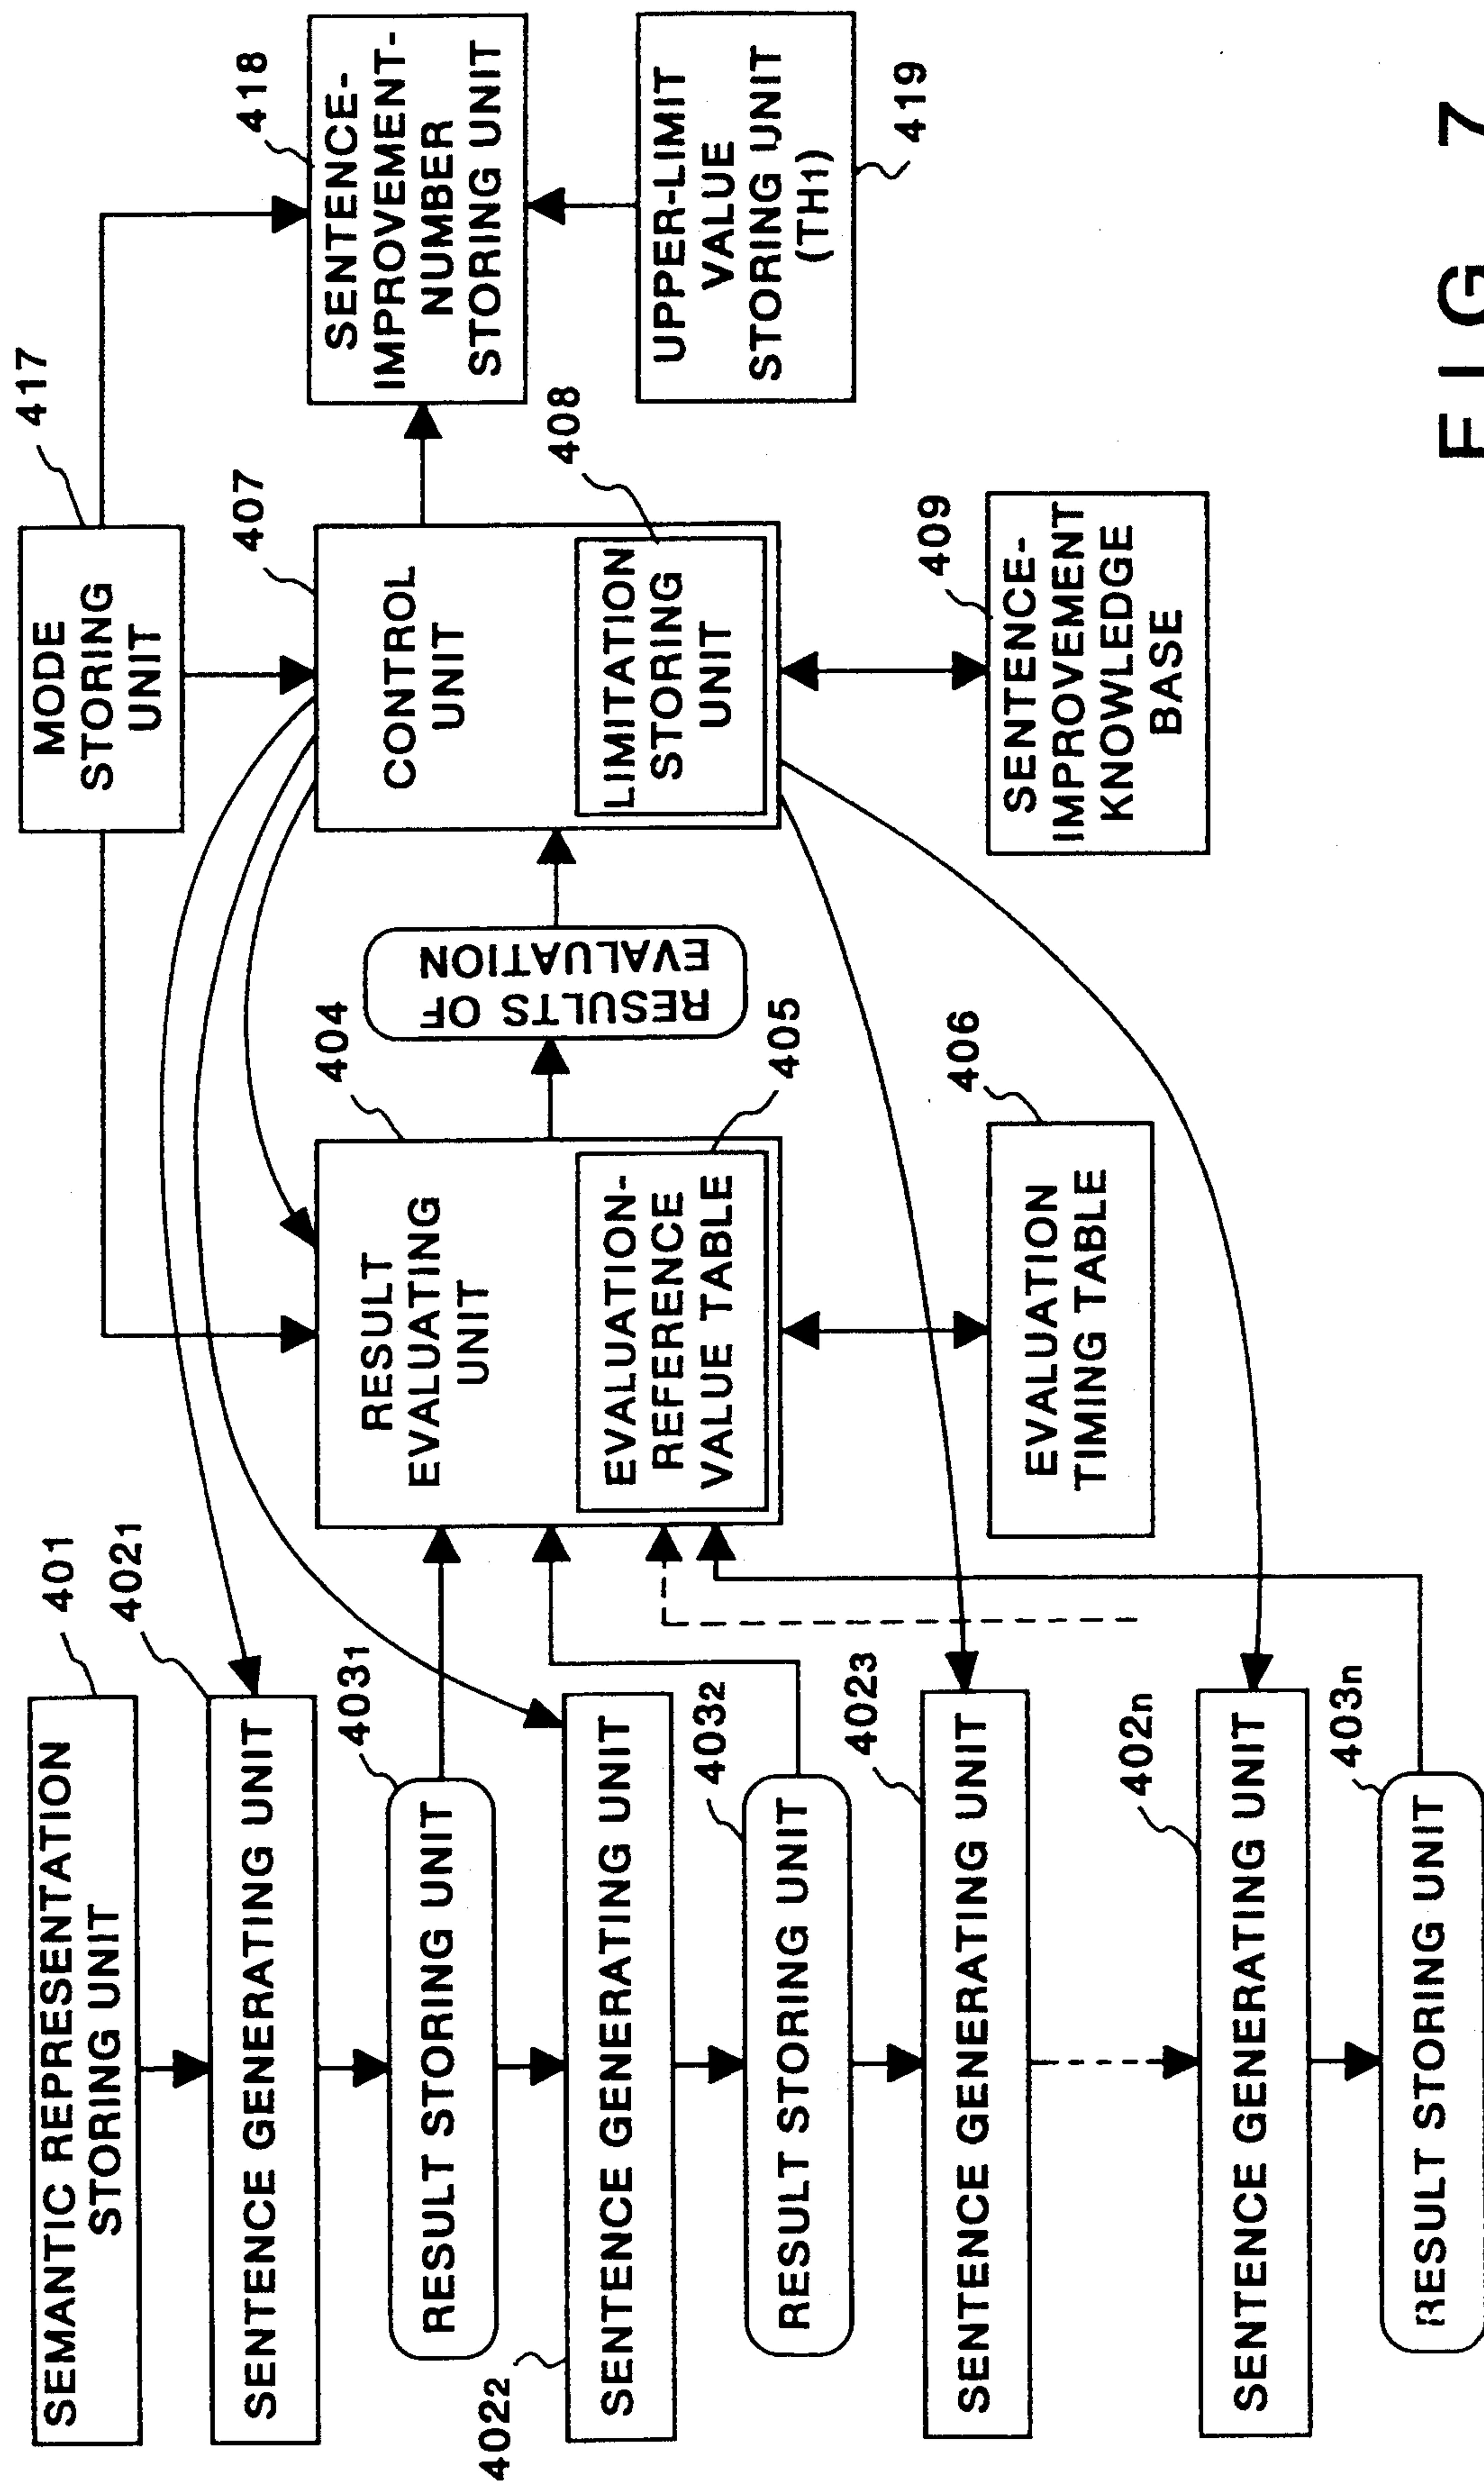 SEMANTIC REPRESENTATION
STORING UNIT
401
SENTENCE GENERATING UNIT
4021
RESULT STORING UNIT
4031
SENTENCE GENERATING UNIT
4022
RESULT STORING UNIT
4032
SENTENCE GENERATING UNIT
4023
SENTENCE GENERATING UNIT
402n
RESULT STORING UNIT
403n
RESULT
EVALUATING
UNIT
404
EVALUATION-
REFERENCE
VALUE TABLE
405
EVALUATION
TIMING TABLE
406
RESULTS OF
EVALUATION
MODE
STORING
UNIT
417
CONTROL
UNIT
407
LIMITATION
STORING
UNIT
408
SENTENCE-
IMPROVEMENT
KNOWLEDGE
BASE
409
SENTENCE-
IMPROVEMENT-
NUMBER
STORING UNIT
418
UPPER-LIMIT
VALUE
STORING UNIT
(TH1)
419
FIG 7